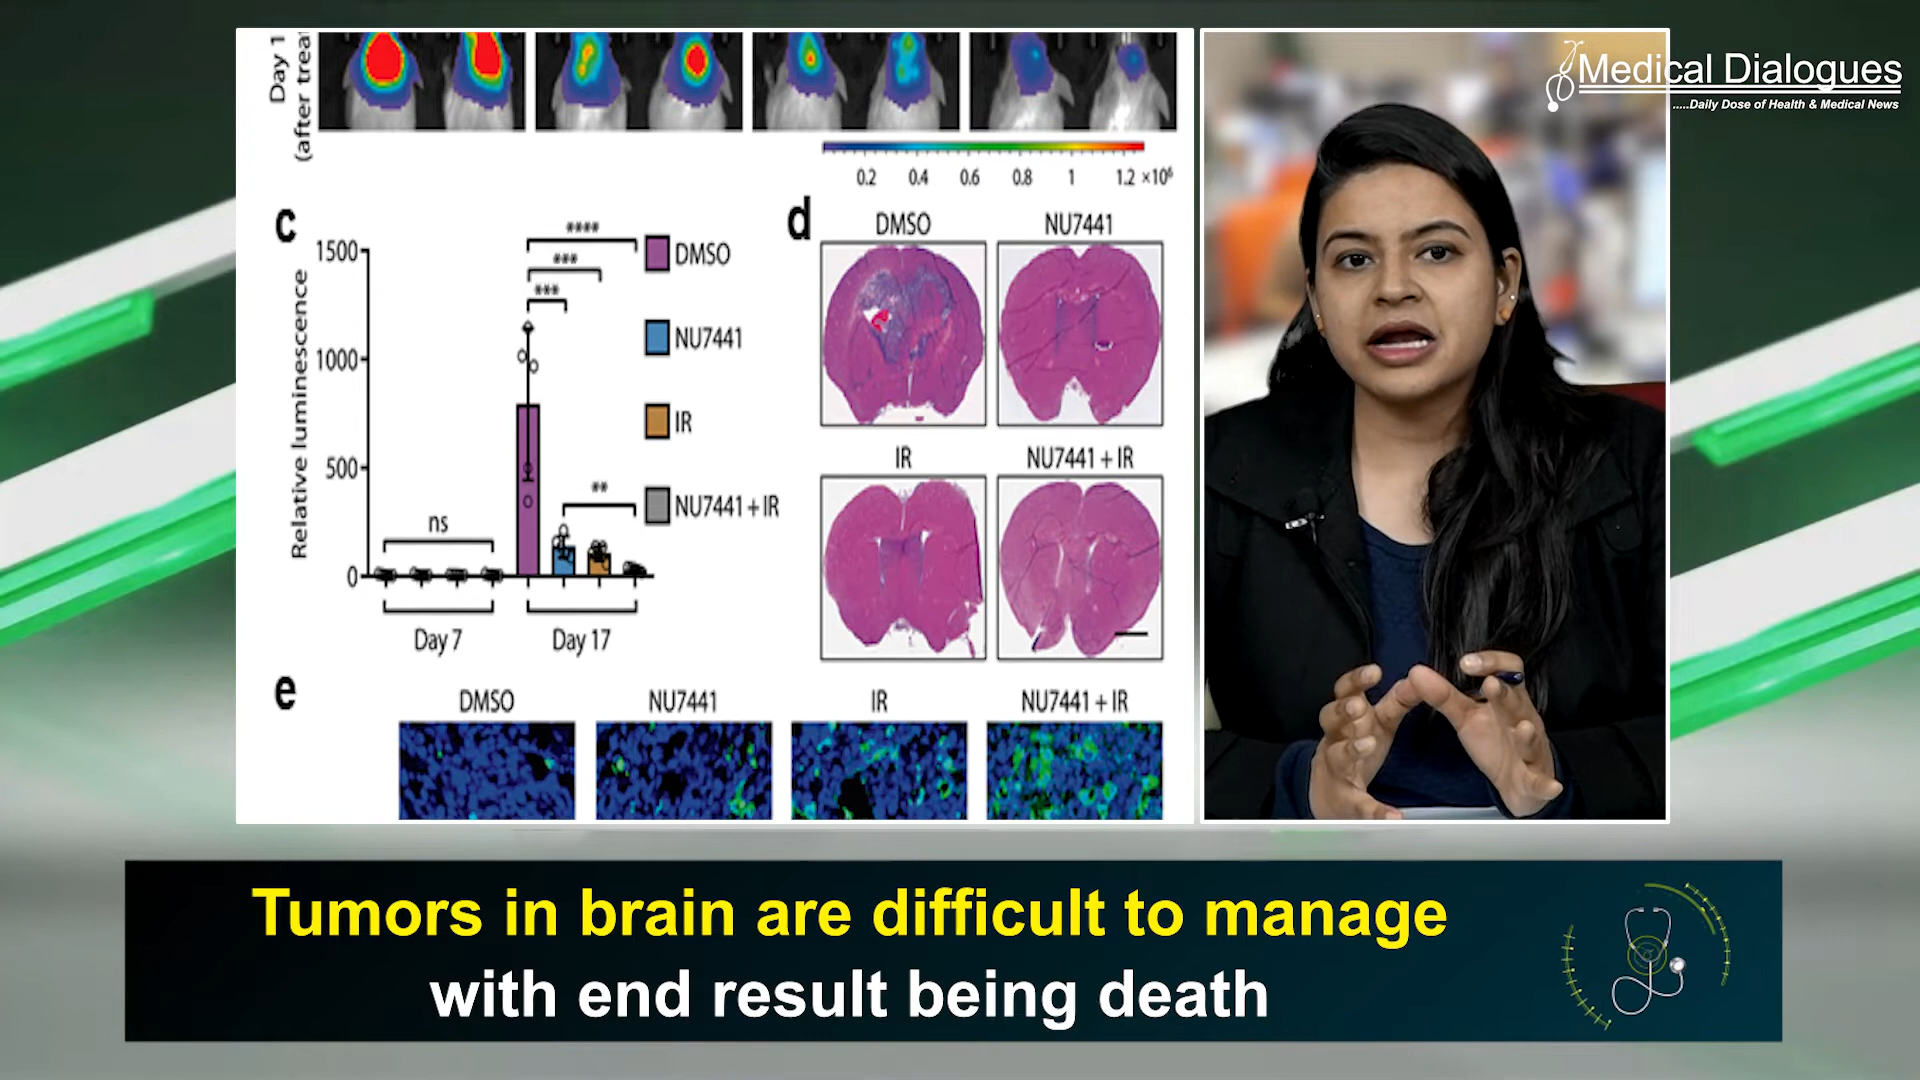 Medical Dialogues
.....Daily Dose of Health & Medical News
Day 1
(after trea
0.2 0.4 0.6 0.8 1 1.2 ×10⁶
c
1500
1000
500
0
Relative luminescence
****
***
***
**
ns
Day 7
Day 17
DMSO
NU7441
IR
NU7441 + IR
d
DMSO
NU7441
IR
NU7441 + IR
e
DMSO
NU7441
IR
NU7441 + IR
Tumors in brain are difficult to manage
with end result being death